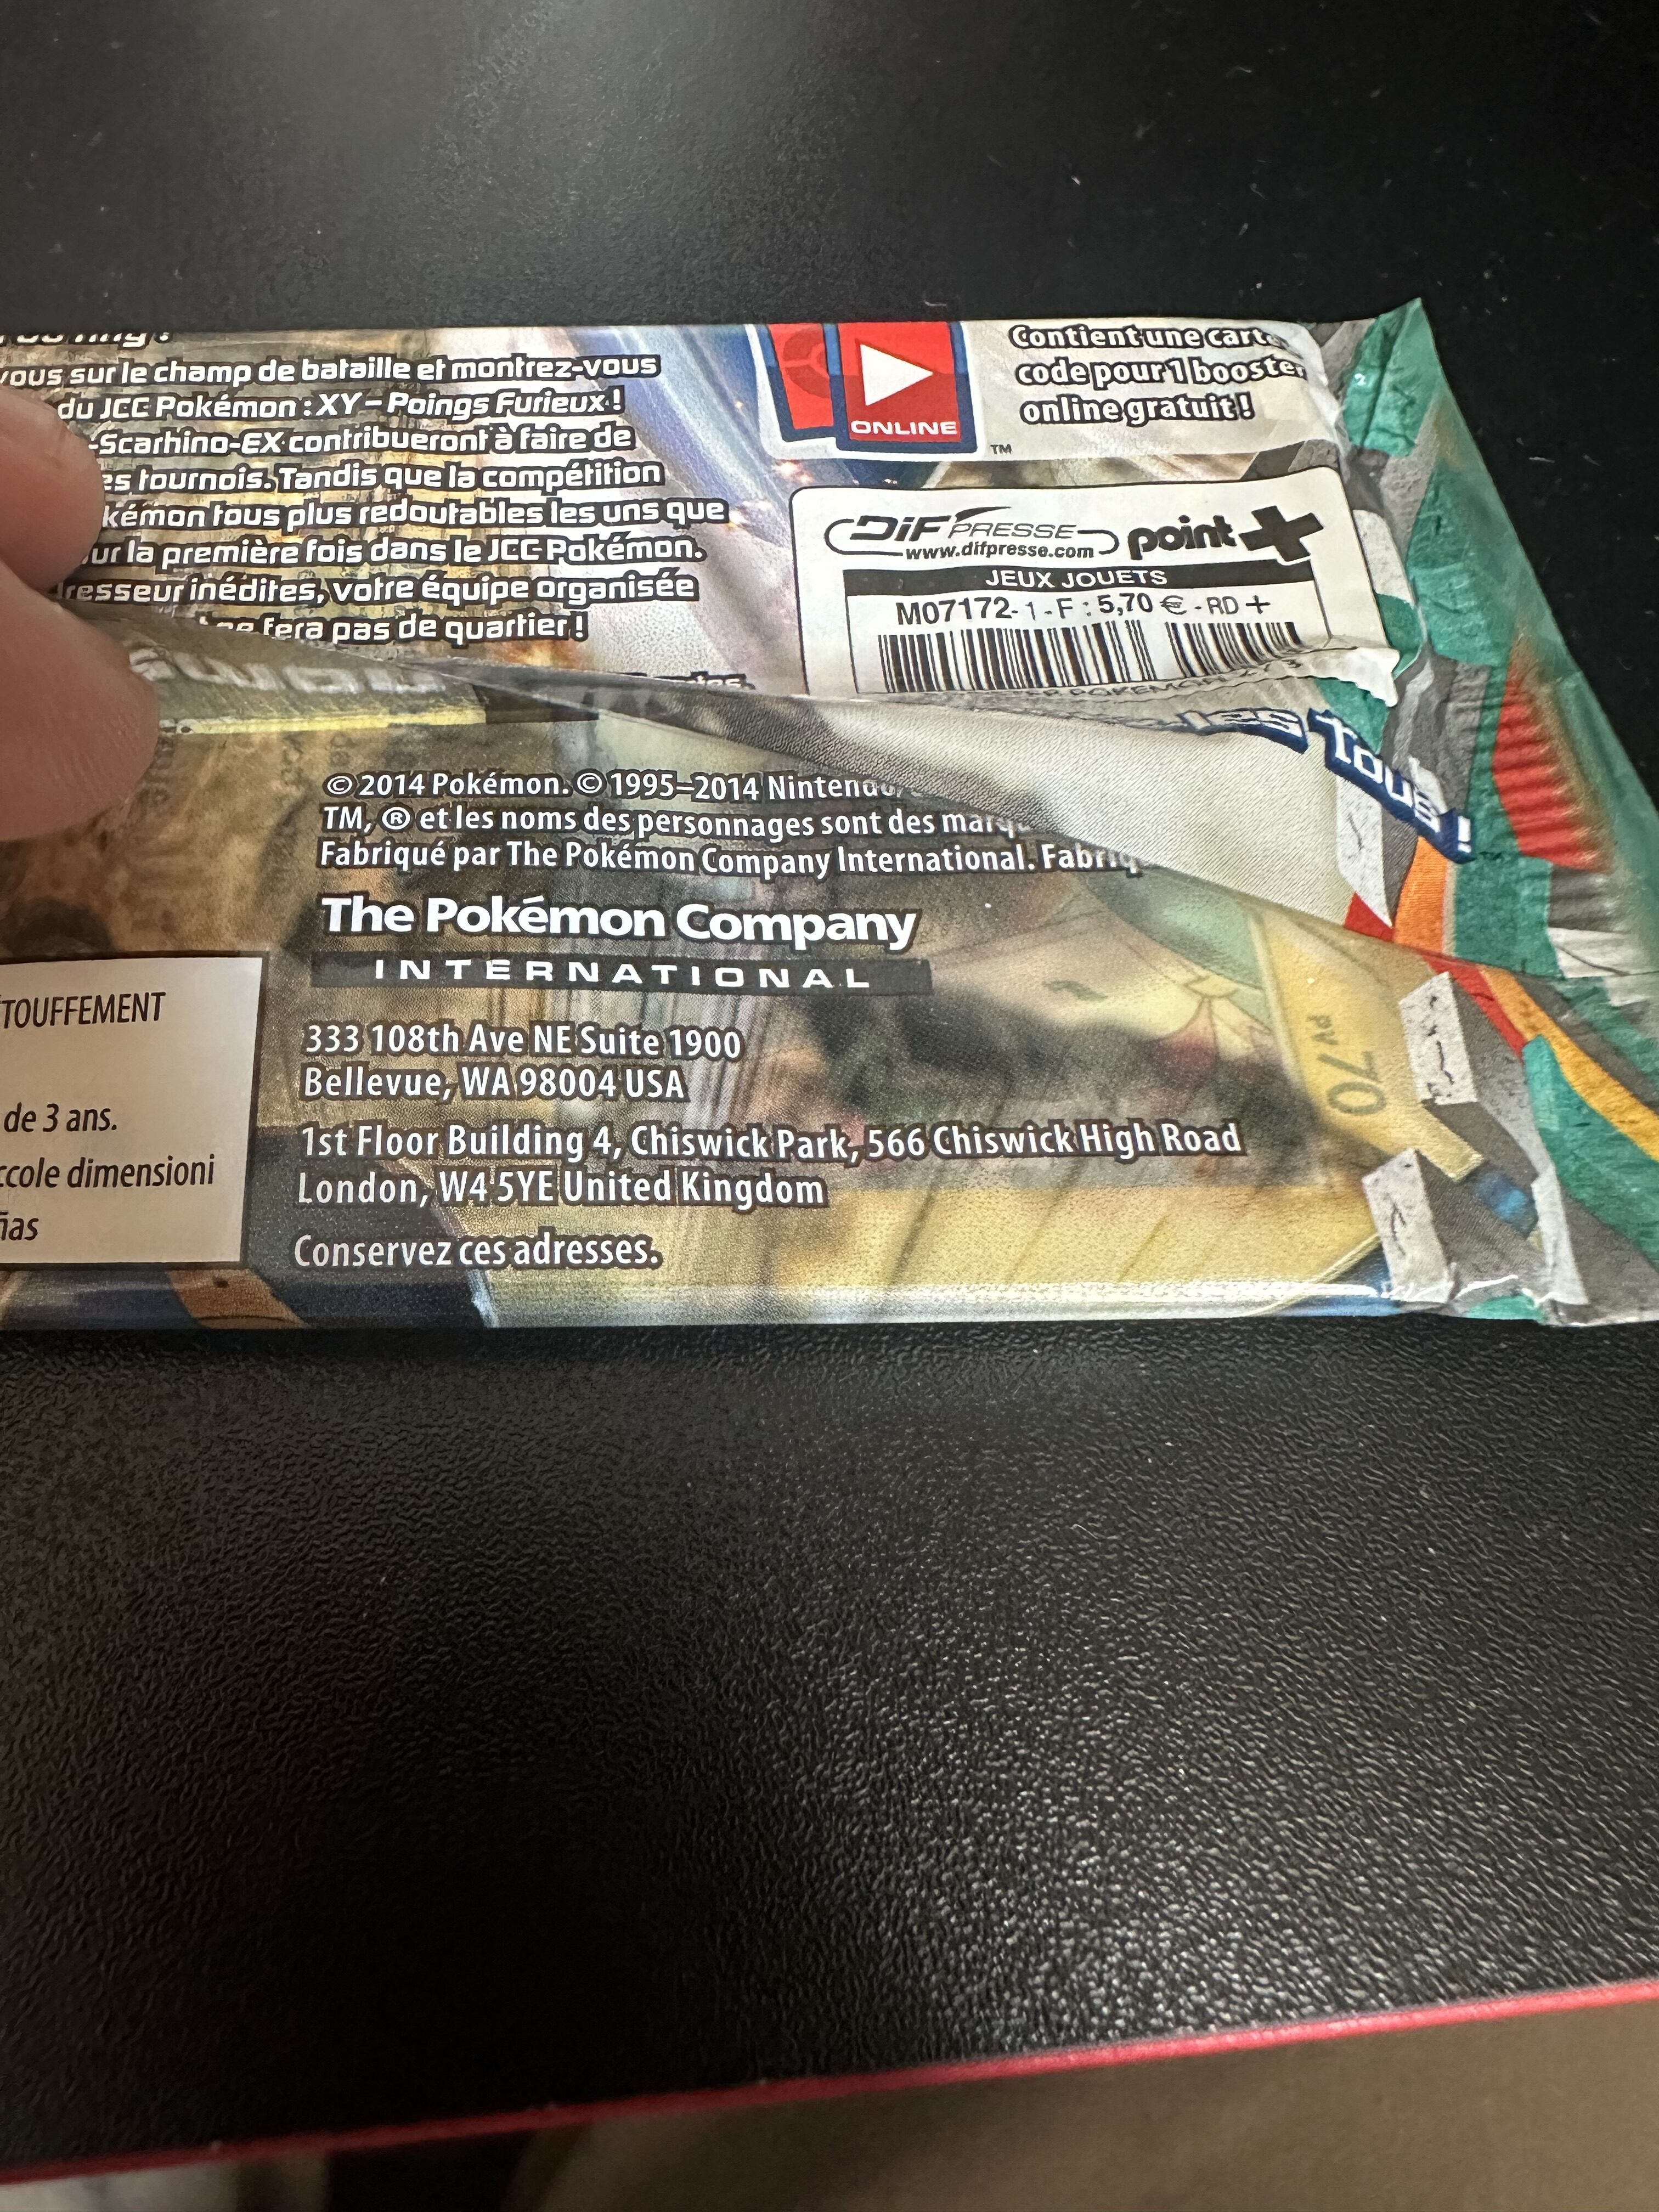 vous sur le champ de bataille et montrez-vous
du JCC Pokémon : XY – Poings Furieux !
-Scarhino-EX contribueront à faire de
es tournois. Tandis que la compétition
kémon tous plus redoutables les uns que
ur la première fois dans le JCC Pokémon.
resseur inédites, votre équipe organisée
fera pas de quartier !
ONLINE
TM
Contient une carte
code pour 1 booster
online gratuit !
DiF PRESSE point
www.difpresse.com
JEUX JOUETS
M07172-1-F : 5,70 € - RD +
les Tous !
© 2014 Pokémon. © 1995–2014 Nintendo
TM, ® et les noms des personnages sont des marqu
Fabriqué par The Pokémon Company International. Fabriq
The Pokémon Company
INTERNATIONAL
333 108th Ave NE Suite 1900
Bellevue, WA 98004 USA
1st Floor Building 4, Chiswick Park, 566 Chiswick High Road
London, W4 5YE United Kingdom
Conservez ces adresses.
TOUFFEMENT
de 3 ans.
ccole dimensioni
ñas
PV 70